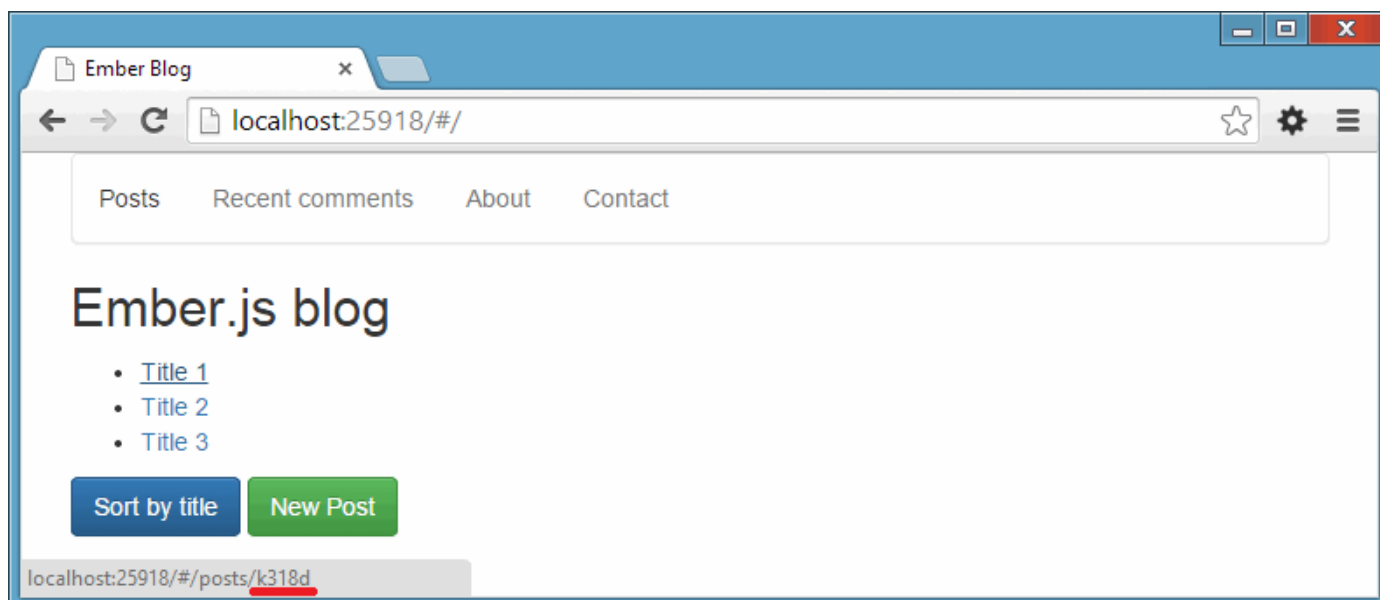 Ember Blog
localhost:25918/#/
Posts Recent comments About Contact
Ember.js blog
• Title 1
• Title 2
• Title 3
Sort by title New Post
localhost:25918/#/posts/k318d